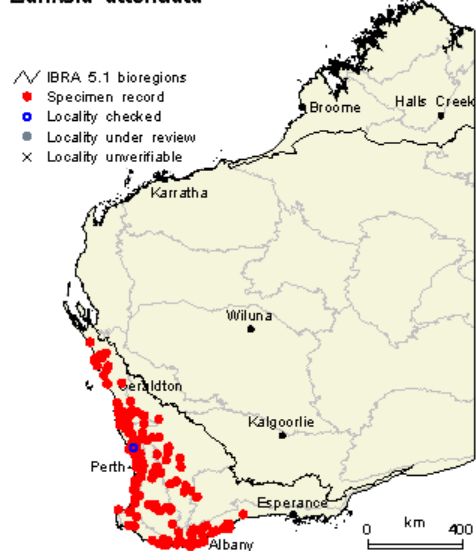 IBRA 5.1 bioregions
Specimen record
Locality checked
Locality under review
Locality unverifiable
Broome
Halls Creek
Karratha
Wiluna
Geraldton
Kalgoorlie
Perth
Esperance
Albany
km
0 400